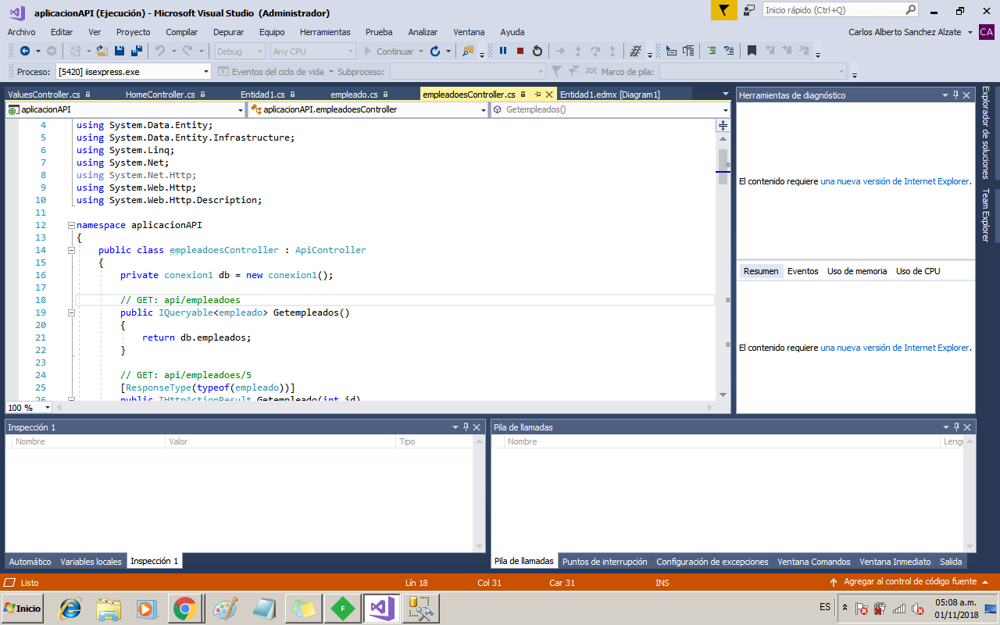 aplicacionAPI (Ejecución) - Microsoft Visual Studio (Administrador)
Inicio rápido (Ctrl+Q)
Archivo Editar Ver Proyecto Compilar Depurar Equipo Herramientas Prueba Analizar Ventana Ayuda
Carlos Alberto Sanchez Alzate CA
Debug Any CPU Continuar
Proceso: [5420] iisexpress.exe Eventos del ciclo de vida Subproceso: Marco de pila:
ValuesController.cs HomeController.cs Entidad1.cs empleado.cs empleadoesController.cs Entidad1.edmx [Diagram1]
aplicacionAPI aplicacionAPI.empleadoesController Getempleados()
4 using System.Data.Entity;
5 using System.Data.Entity.Infrastructure;
6 using System.Linq;
7 using System.Net;
8 using System.Net.Http;
9 using System.Web.Http;
10 using System.Web.Http.Description;
11
12 namespace aplicacionAPI
13 {
14 public class empleadoesController : ApiController
15 {
16 private conexion1 db = new conexion1();
17
18 // GET: api/empleadoes
19 public IQueryable<empleado> Getempleados()
20 {
21 return db.empleados;
22 }
23
24 // GET: api/empleadoes/5
25 [ResponseType(typeof(empleado))]
26 public IHttpActionResult Getempleado(int id)
100 %
Herramientas de diagnóstico
El contenido requiere una nueva versión de Internet Explorer.
Resumen Eventos Uso de memoria Uso de CPU
El contenido requiere una nueva versión de Internet Explorer.
Explorador de soluciones
Team Explorer
Inspección 1
Nombre Valor Tipo
Automático Variables locales Inspección 1
Pila de llamadas
Nombre Lengu
Pila de llamadas Puntos de interrupción Configuración de excepciones Ventana Comandos Ventana Inmediato Salida
Listo Lín 18 Col 31 Car 31 INS Agregar al control de código fuente
Inicio
F
ES
05:08 a.m.
01/11/2018